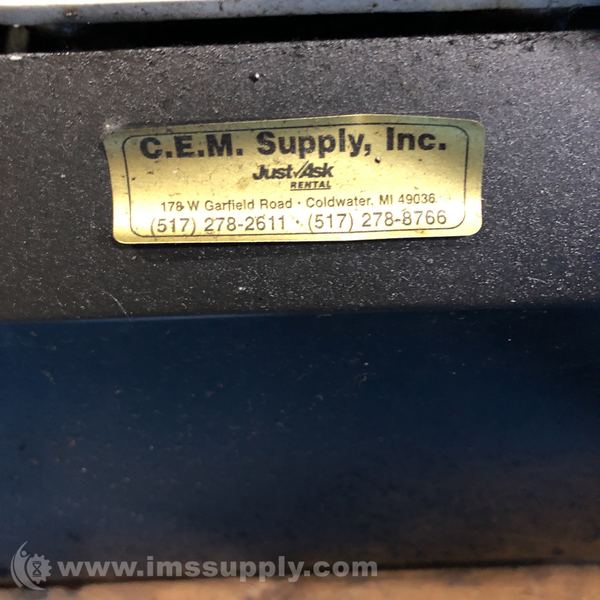 C.E.M. Supply, Inc.
Just✓Ask
RENTAL
178 W Garfield Road · Coldwater, MI 49036
(517) 278-2611 · (517) 278-8766
www.imssupply.com